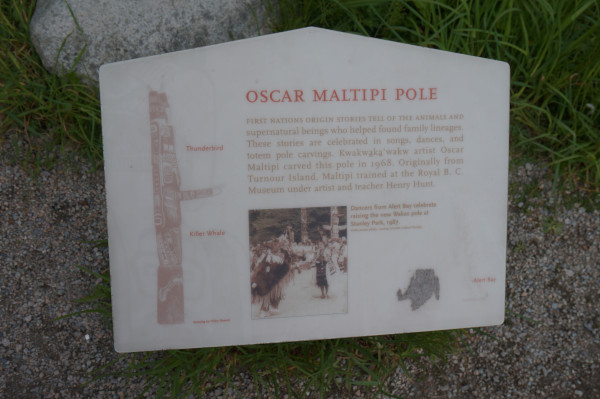 OSCAR MALTIPI POLE
FIRST NATIONS ORIGIN STORIES TELL OF THE ANIMALS AND
supernatural beings who helped found family lineages.
These stories are celebrated in songs, dances, and
totem pole carvings. Kwakwa̱ka̱'wakw artist Oscar
Maltipi carved this pole in 1968. Originally from
Turnour Island, Maltipi trained at the Royal B. C.
Museum under artist and teacher Henry Hunt.
Thunderbird
Killer Whale
Dancers from Alert Bay celebrate
raising the new Wakas pole at
Stanley Park, 1987.
Alert Bay